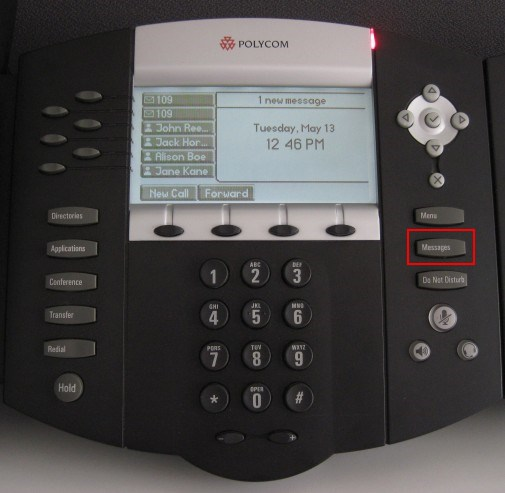 POLYCOM
109
109
John Ree...
Jack Hor...
Alison Boe
Jane Kane
1 new message
Tuesday, May 13
12 46 PM
New Call
Forward
Directories
Applications
Conference
Transfer
Redial
Hold
Menu
Messages
Do Not Disturb
1
ABC
2
DEF
3
GHI
4
JKL
5
MNO
6
PQRS
7
TUV
8
WXYZ
9
*
OPER
0
#
-
+